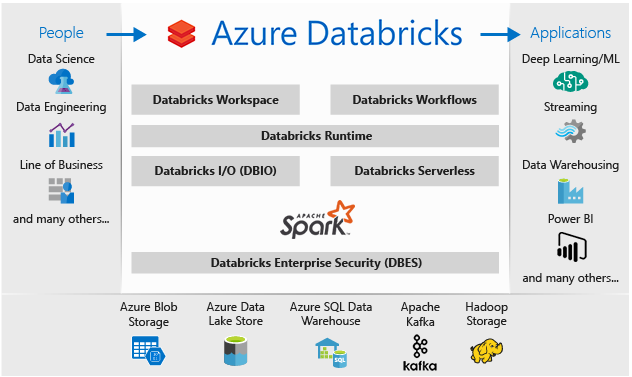 People
Data Science
Data Engineering
Line of Business
and many others...
Azure Databricks
Databricks Workspace
Databricks Workflows
Databricks Runtime
Databricks I/O (DBIO)
Databricks Serverless
APACHE
Spark™
Databricks Enterprise Security (DBES)
Applications
Deep Learning/ML
Streaming
Data Warehousing
Power BI
and many others...
Azure Blob
Storage
Azure Data
Lake Store
Azure SQL Data
Warehouse
SQL
Apache
Kafka
kafka
Hadoop
Storage